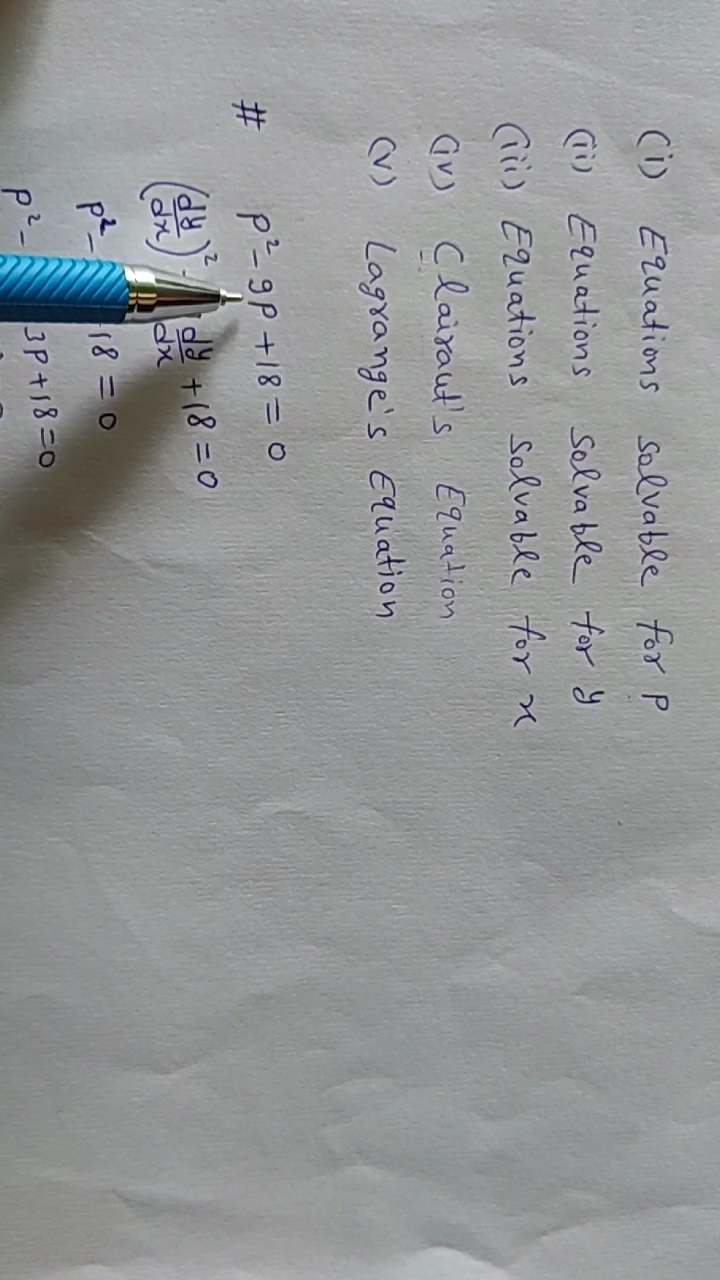 (i) Equations solvable for p
(ii) Equations solvable for y
(iii) Equations solvable for x
(iv) Clairaut's Equation
(v) Lagrange's Equation
# p² - 9p + 18 = 0
(dy/dx)² - dy/dx + 18 = 0
p² - 18 = 0
p² - 3p + 18 = 0